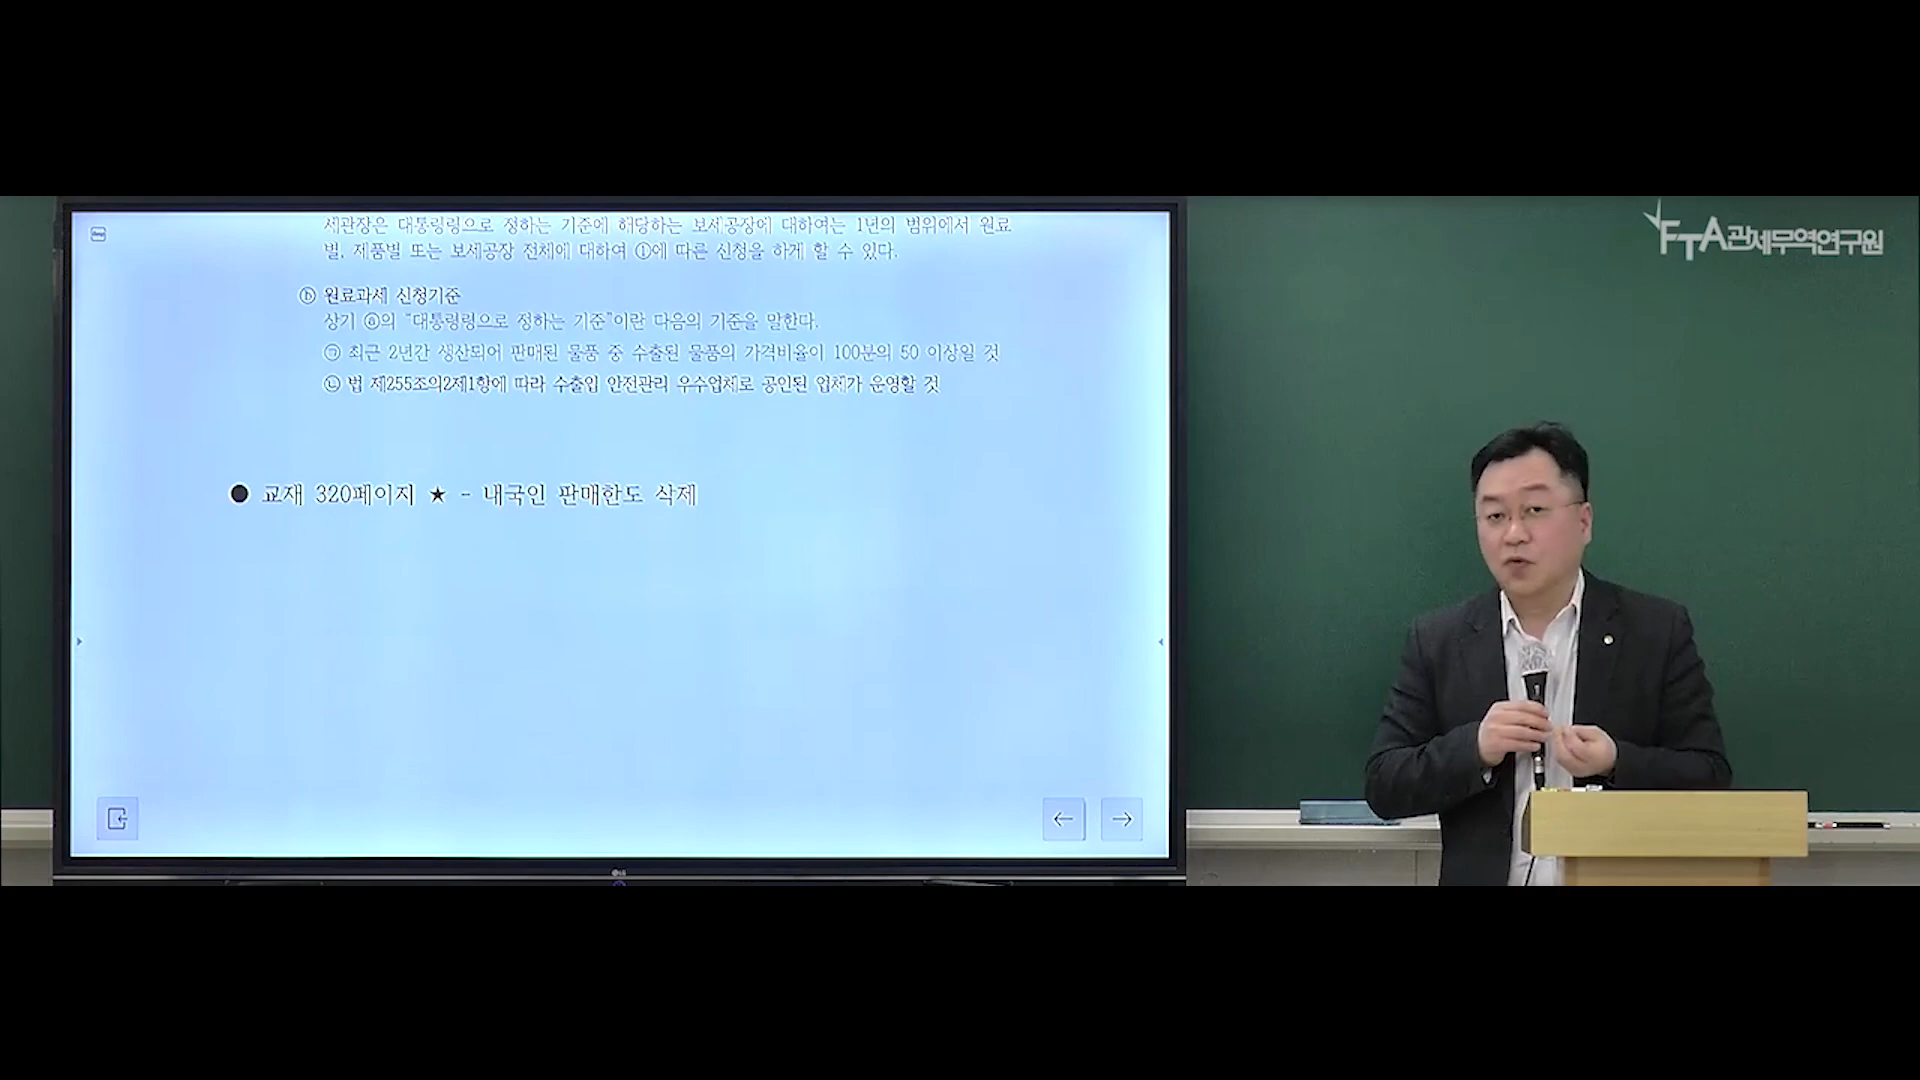 FTA관세무역연구원
세관장은 대통령령으로 정하는 기준에 해당하는 보세공장에 대하여는 1년의 범위에서 원료
별, 제품별 또는 보세공장 전체에 대하여 ①에 따른 신청을 하게 할 수 있다.
ⓑ 원료과세 신청기준
상기 ⓐ의 "대통령령으로 정하는 기준"이란 다음의 기준을 말한다.
㉠ 최근 2년간 생산되어 판매된 물품 중 수출된 물품의 가격비율이 100분의 50 이상일 것
㉡ 법 제255조의2제1항에 따라 수출입 안전관리 우수업체로 공인된 업체가 운영할 것
● 교재 320페이지 ★ - 내국인 판매한도 삭제
LG